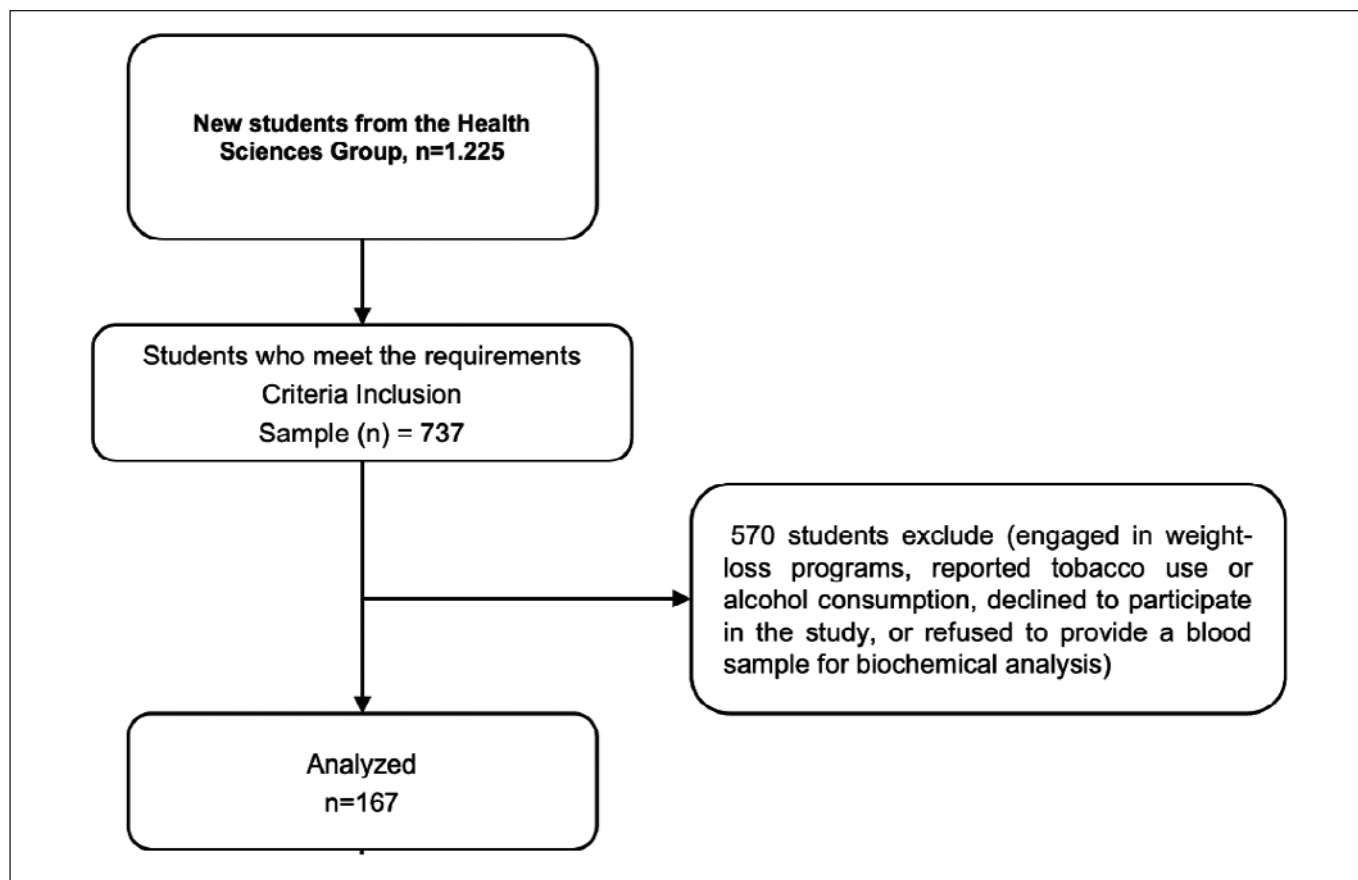 New students from the Health
Sciences Group, n=1.225
Students who meet the requirements
Criteria Inclusion
Sample (n) = 737
570 students exclude (engaged in weight-
loss programs, reported tobacco use or
alcohol consumption, declined to participate
in the study, or refused to provide a blood
sample for biochemical analysis)
Analyzed
n=167